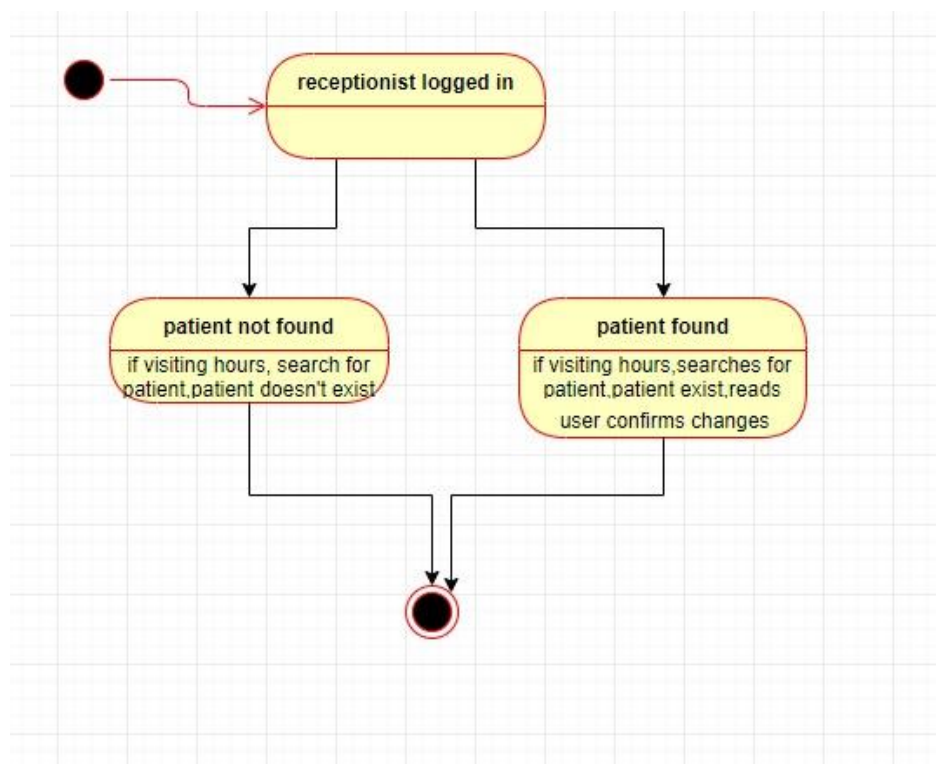 receptionist logged in
patient not found
if visiting hours, search for
patient,patient doesn't exist
patient found
if visiting hours,searches for
patient,patient exist,reads
user confirms changes